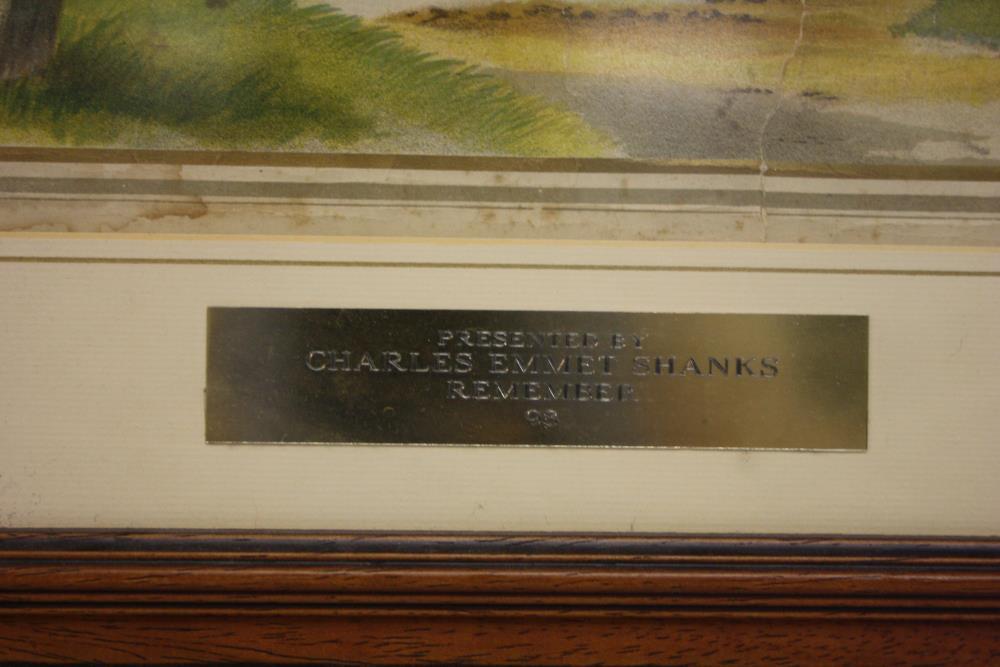 PRESENTED BY
CHARLES EMMET SHANKS
REMEMBER
98